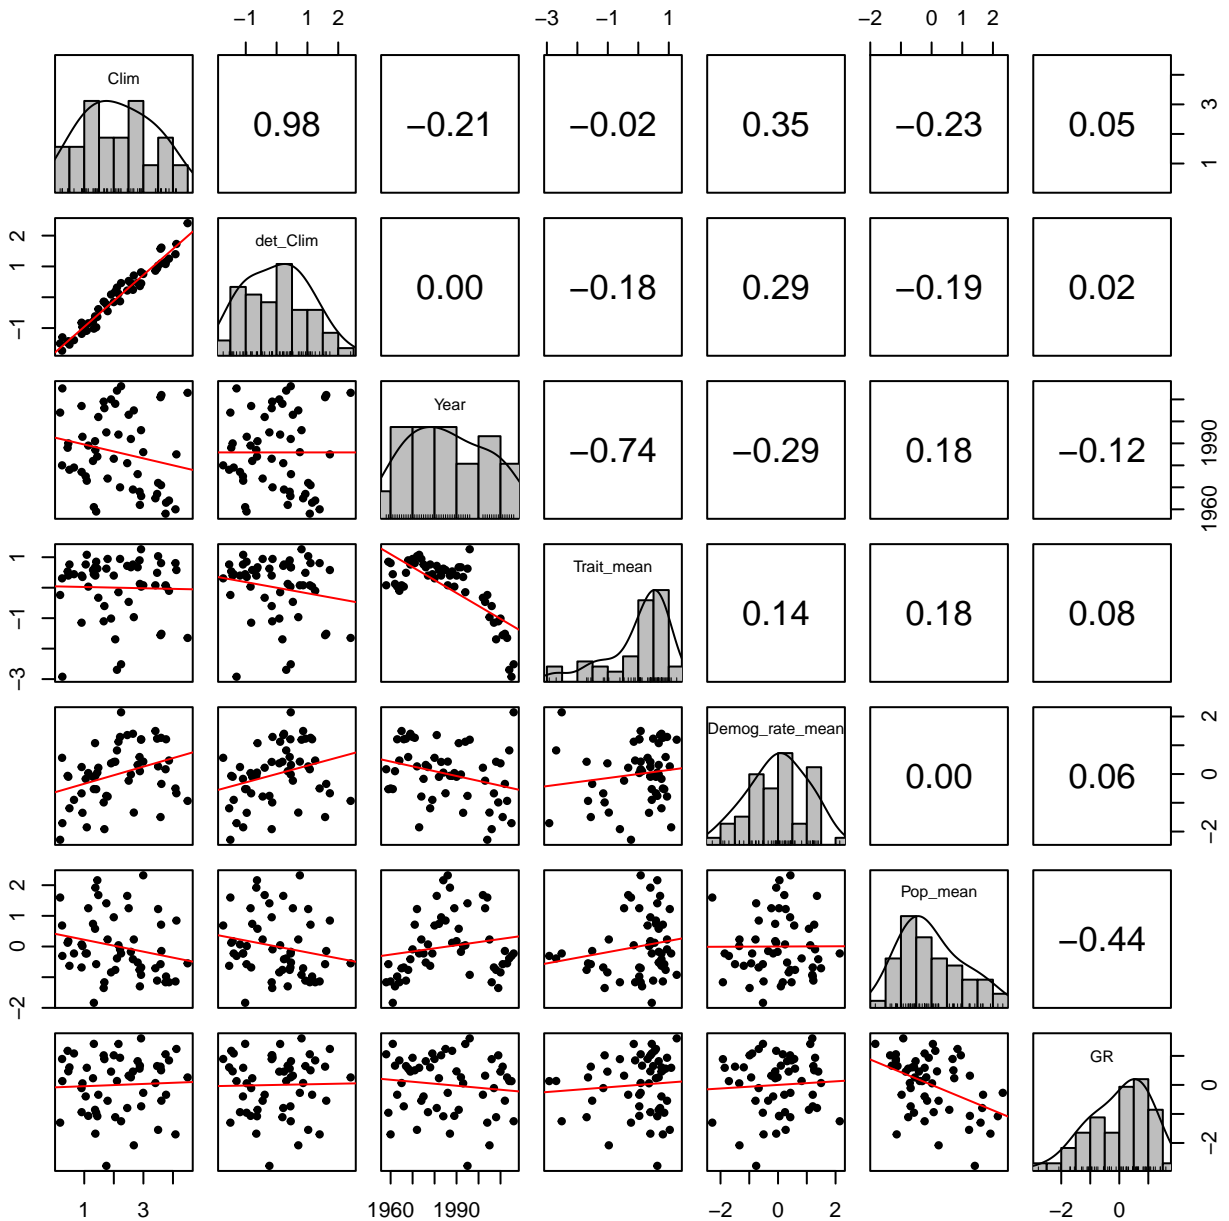 −1 1 2 −3 −1 1 −2 0 2
Clim 0.98 −0.21 −0.02 0.35 −0.23 0.05 1 3
−1 1 2 det_Clim 0.00 −0.18 0.29 −0.19 0.02
Year −0.74 −0.29 0.18 −0.12 1960 1990
−3 −1 1 Trait_mean 0.14 0.18 0.08
Demog_rate_mean 0.00 0.06 −2 0 2
−2 0 1 2 Pop_mean −0.44
GR −2 0
1 3 1960 1990 −2 0 2 −2 0